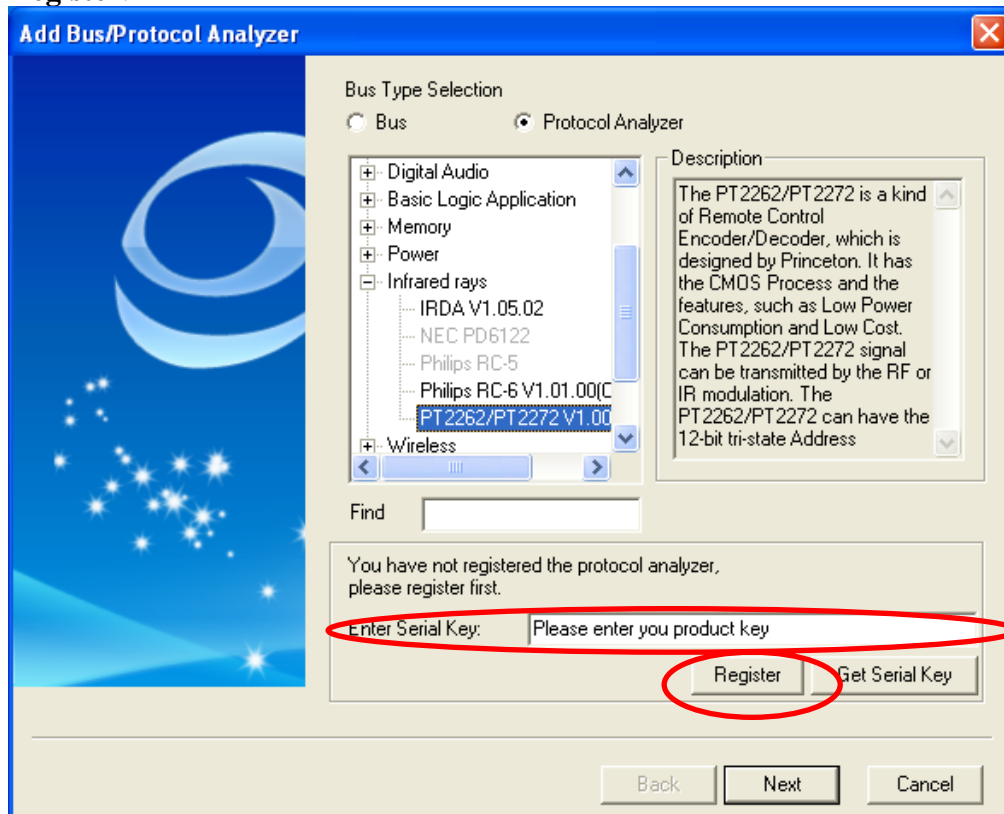 Add Bus/Protocol Analyzer
Bus Type Selection
Bus
Protocol Analyzer
Digital Audio
Basic Logic Application
Memory
Power
Infrared rays
IRDA V1.05.02
NEC PD6122
Philips RC-5
Philips RC-6 V1.01.00(C
PT2262/PT2272 V1.00
Wireless
Description
The PT2262/PT2272 is a kind
of Remote Control
Encoder/Decoder, which is
designed by Princeton. It has
the CMOS Process and the
features, such as Low Power
Consumption and Low Cost.
The PT2262/PT2272 signal
can be transmitted by the RF or
IR modulation. The
PT2262/PT2272 can have the
12-bit tri-state Address
Find
You have not registered the protocol analyzer,
please register first.
Enter Serial Key:
Please enter you product key
Register
Get Serial Key
Back
Next
Cancel